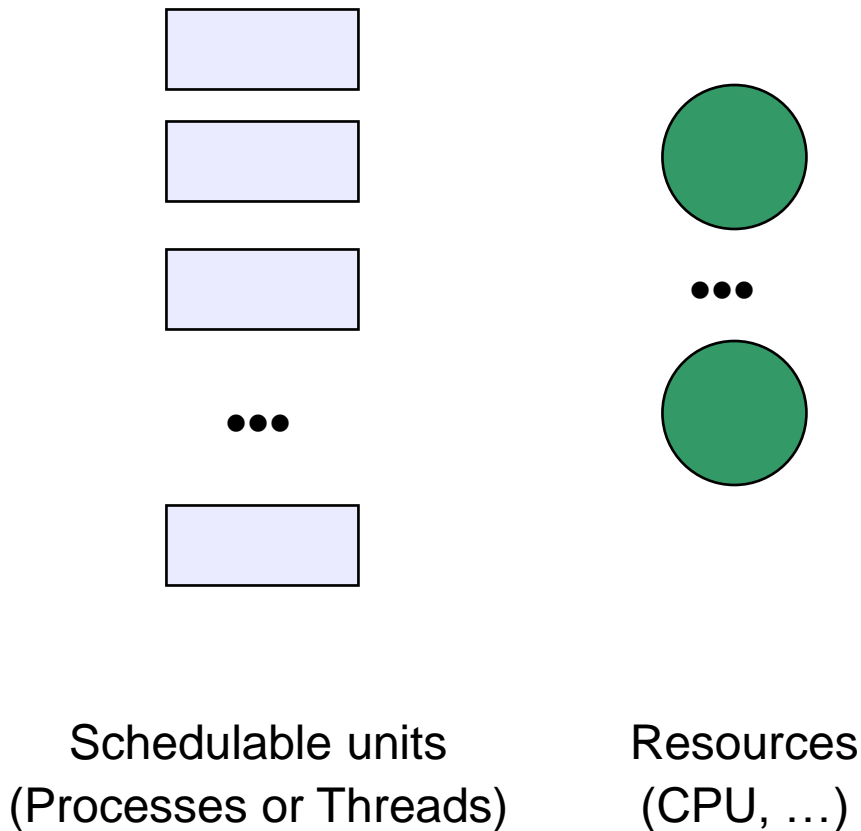 •••
•••
Schedulable units
(Processes or Threads)
Resources
(CPU, …)